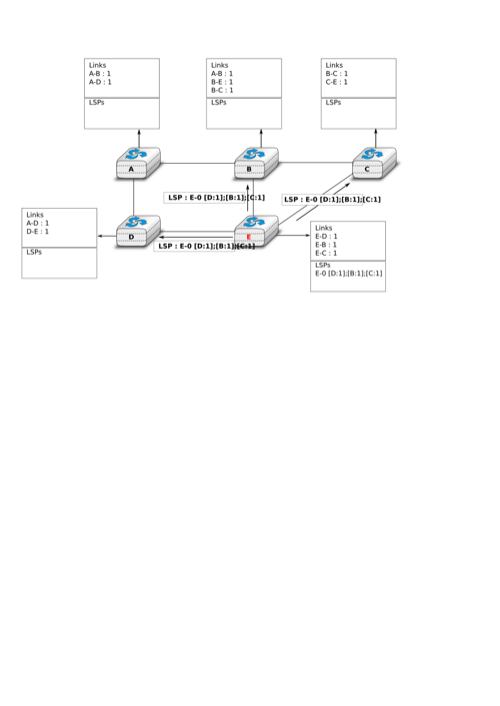 Links
A-B : 1
A-D : 1
LSPs
Links
A-B : 1
B-E : 1
B-C : 1
LSPs
Links
B-C : 1
C-E : 1
LSPs
A
B
C
LSP : E-0 [D:1];[B:1];[C:1]
LSP : E-0 [D:1];[B:1];[C:1]
Links
A-D : 1
D-E : 1
LSPs
D
E
LSP : E-0 [D:1];[B:1];[C:1]
Links
E-D : 1
E-B : 1
E-C : 1
LSPs
E-0 [D:1];[B:1];[C:1]